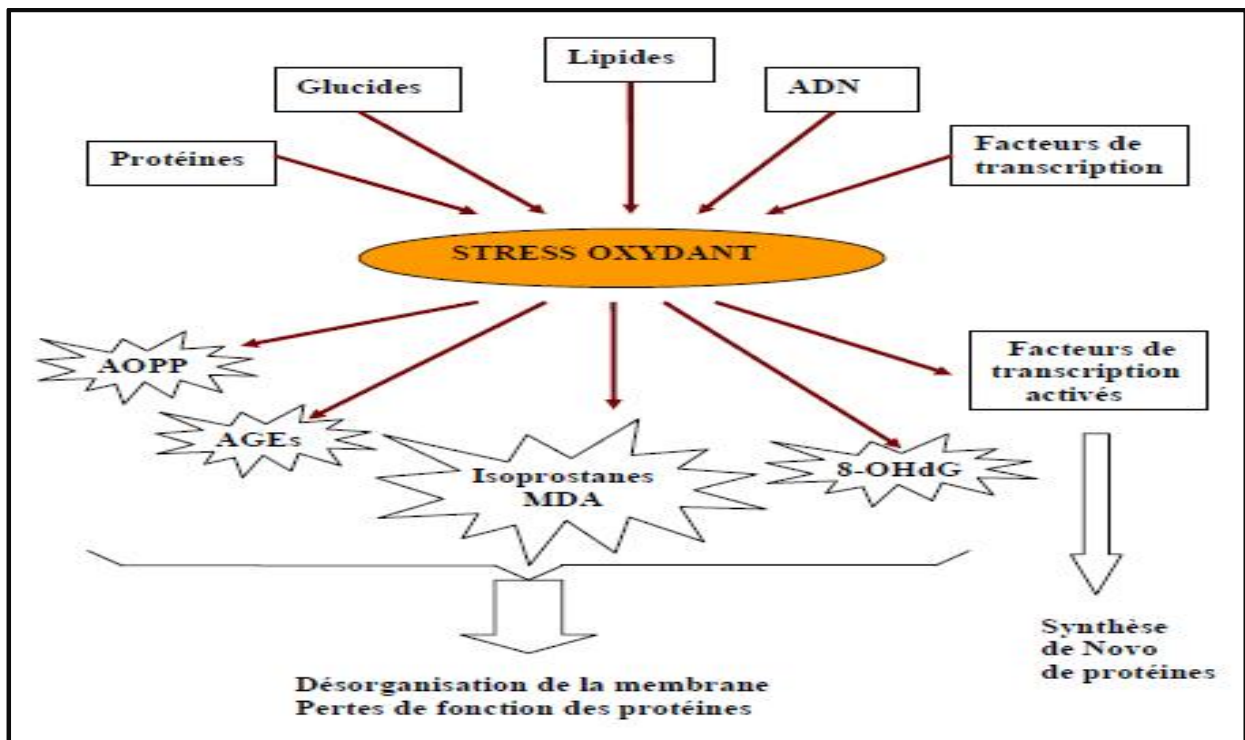 Lipides
Glucides
ADN
Protéines
Facteurs de
transcription
STRESS OXYDANT
AOPP
AGEs
Isoprostanes
MDA
8-OHdG
Facteurs de
transcription
activés
Désorganisation de la membrane
Pertes de fonction des protéines
Synthèse
de Novo
de protéines